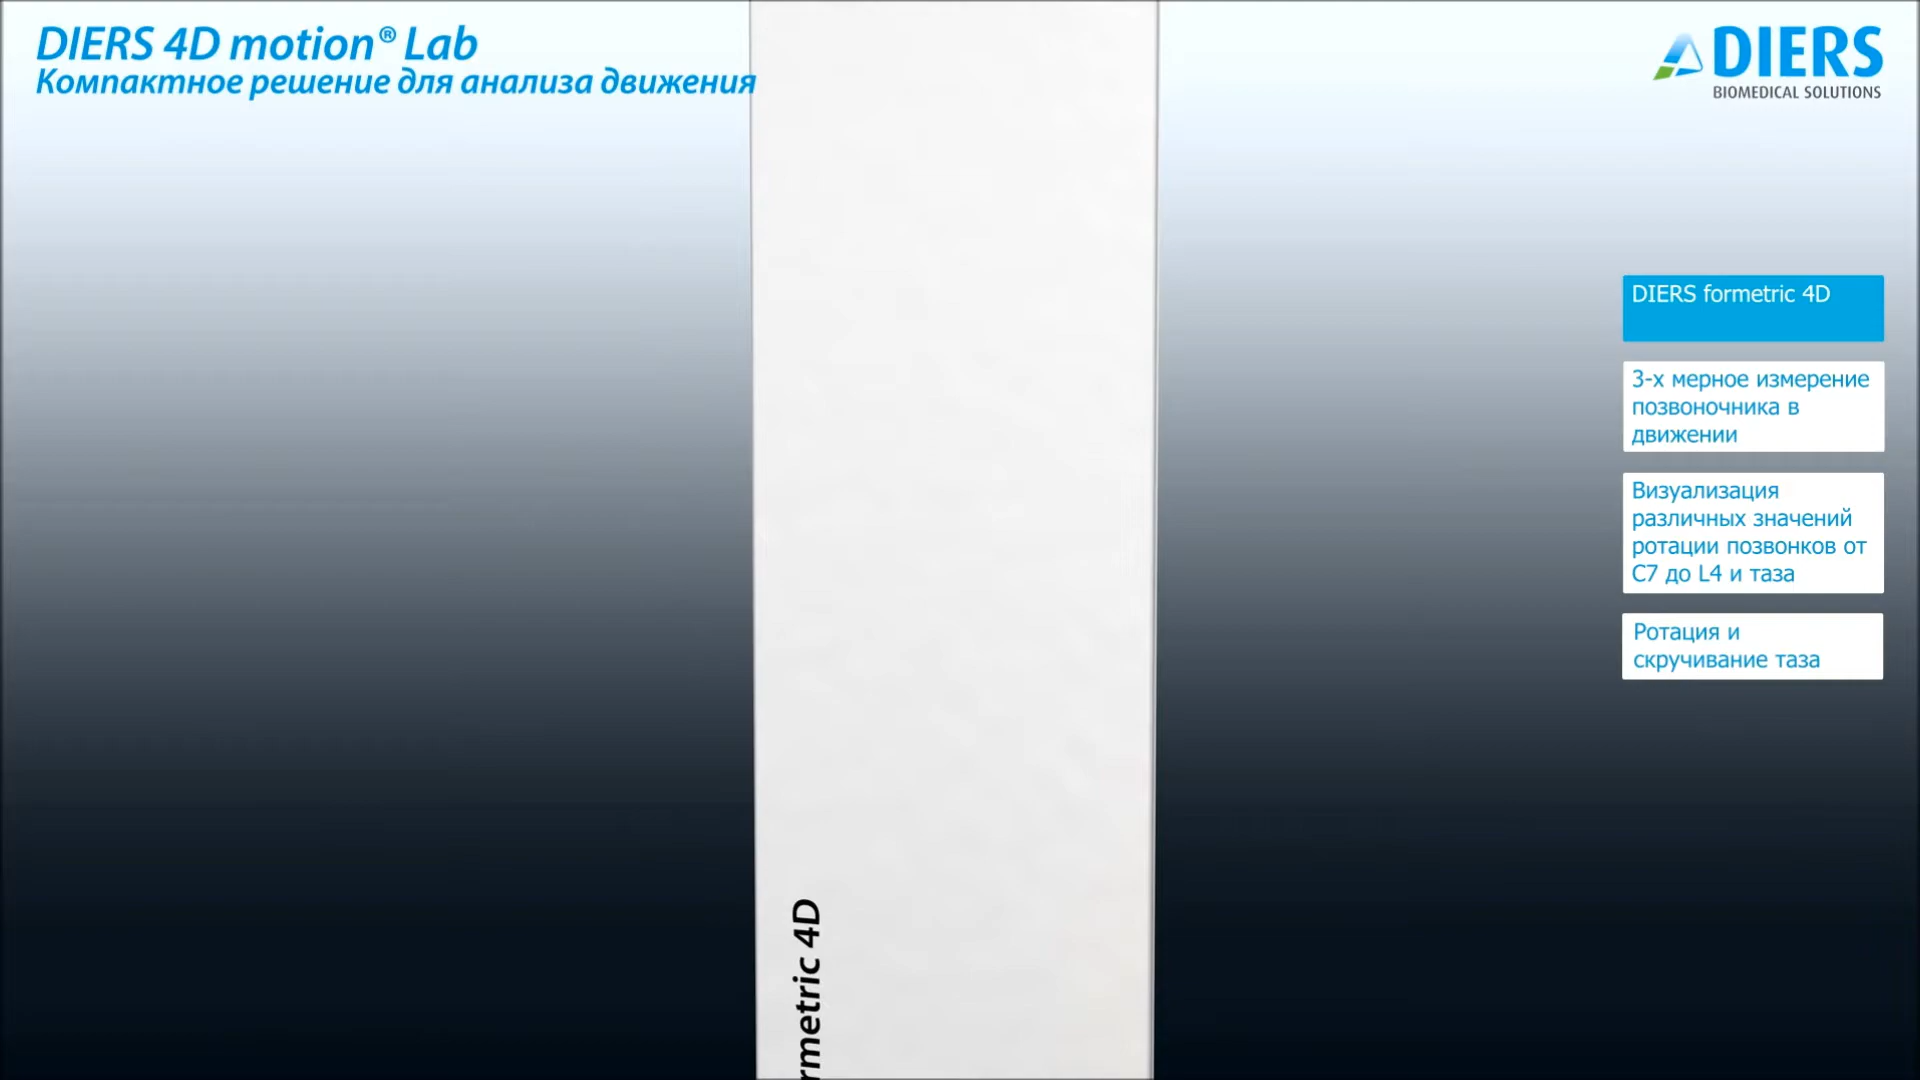 DIERS 4D motion® Lab
Компактное решение для анализа движения
DIERS
BIOMEDICAL SOLUTIONS
DIERS formetric 4D
3-х мерное измерение
позвоночника в
движении
Визуализация
различных значений
ротации позвонков от
C7 до L4 и таза
Ротация и
скручивание таза
rmetric 4D